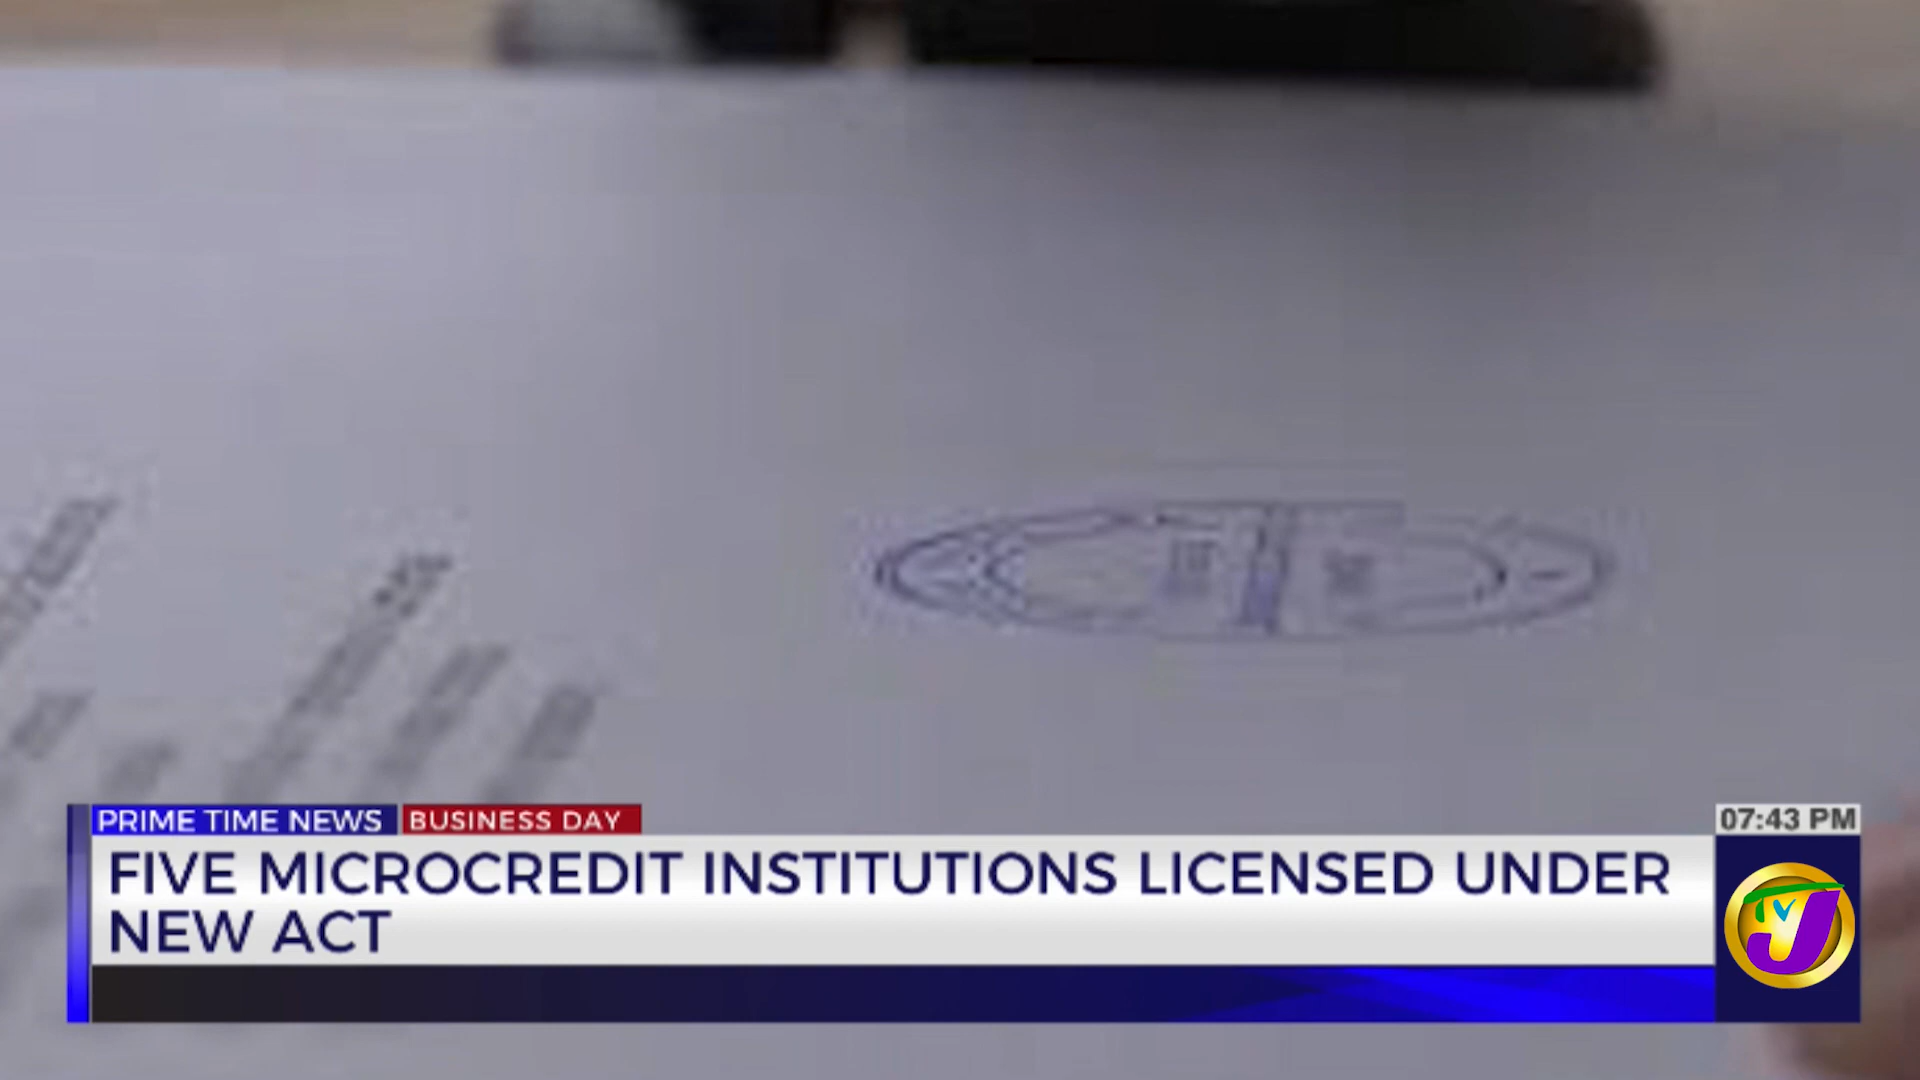 PRIME TIME NEWS BUSINESS DAY
07:43 PM
FIVE MICROCREDIT INSTITUTIONS LICENSED UNDER
NEW ACT
TVJ